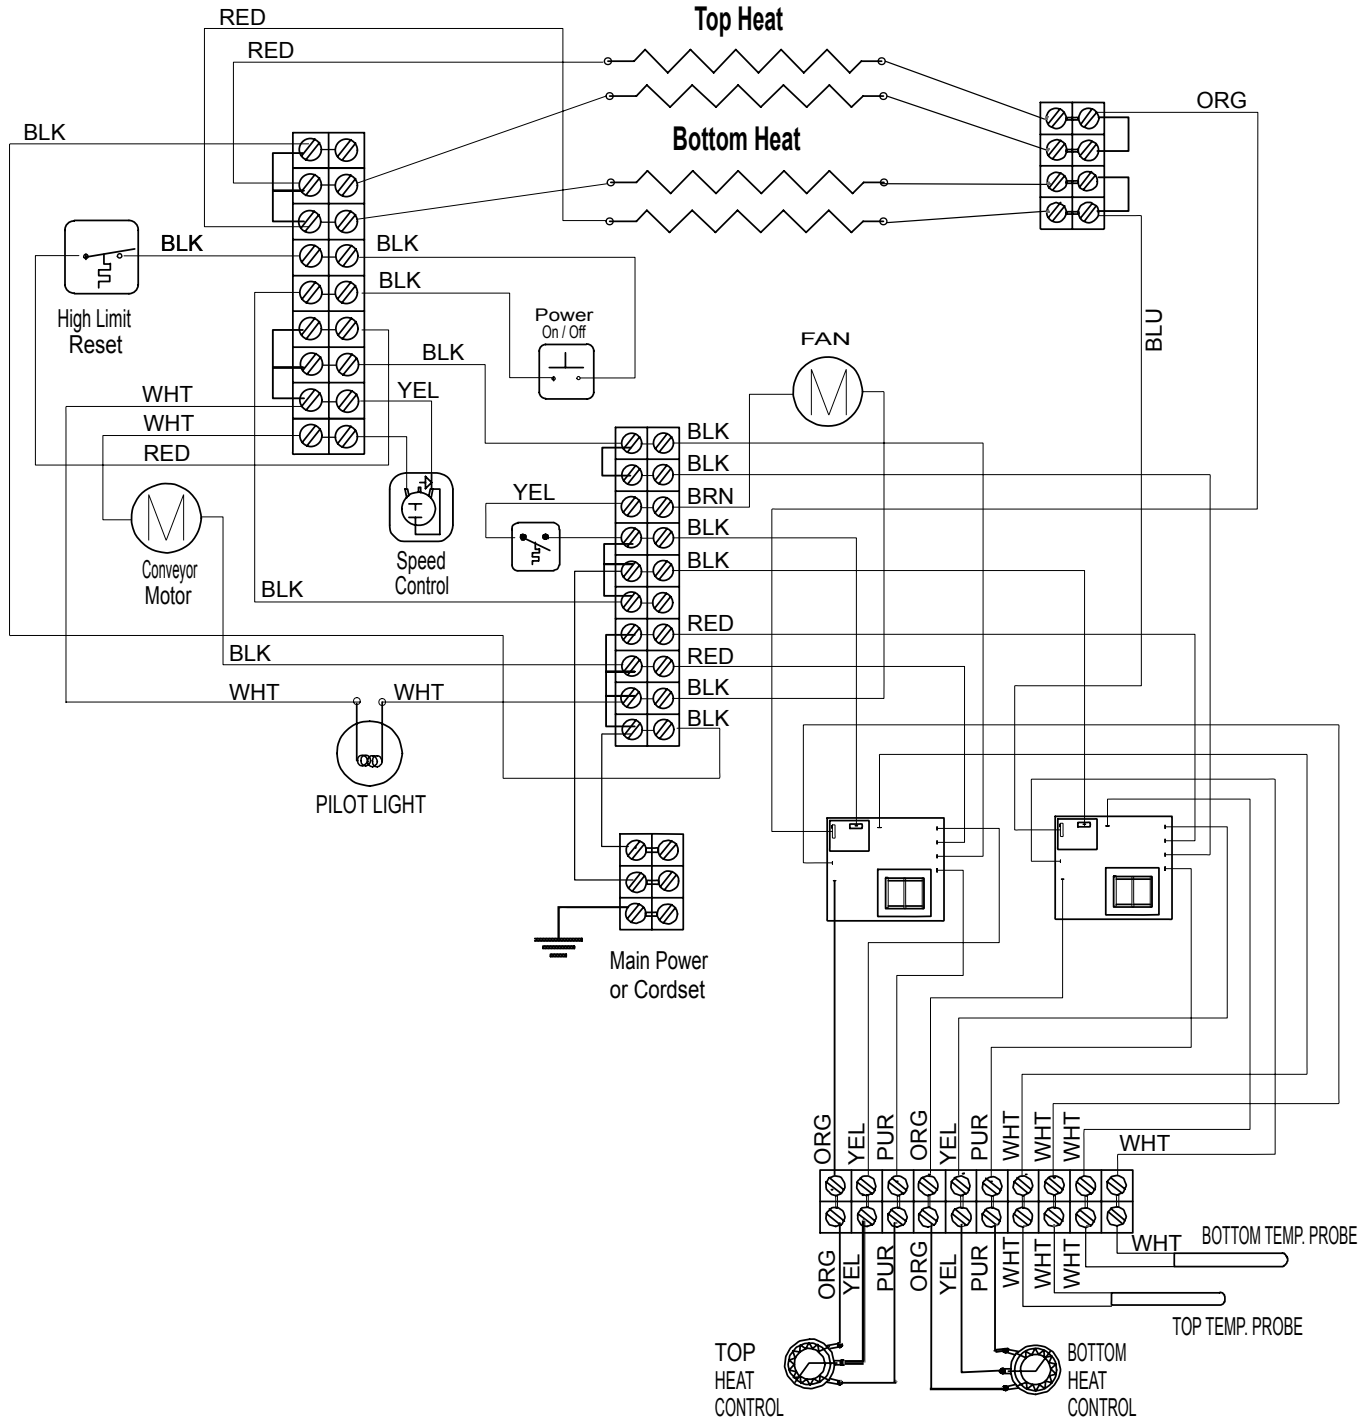 RED
Top Heat
RED
ORG
BLK
Bottom Heat
BLK
BLK
High Limit
Reset
BLK
Power
On / Off
BLU
FAN
BLK
WHT
YEL
WHT
RED
BLK
BLK
BRN
YEL
BLK
BLK
Conveyor
Motor
Speed
Control
BLK
RED
BLK
RED
WHT
WHT
BLK
BLK
PILOT LIGHT
Main Power
or Cordset
ORG
YEL
PUR
ORG
YEL
PUR
WHT
WHT
WHT
WHT
ORG
YEL
PUR
ORG
YEL
PUR
WHT
WHT
WHT
WHT
BOTTOM TEMP. PROBE
TOP TEMP. PROBE
TOP
HEAT
CONTROL
BOTTOM
HEAT
CONTROL